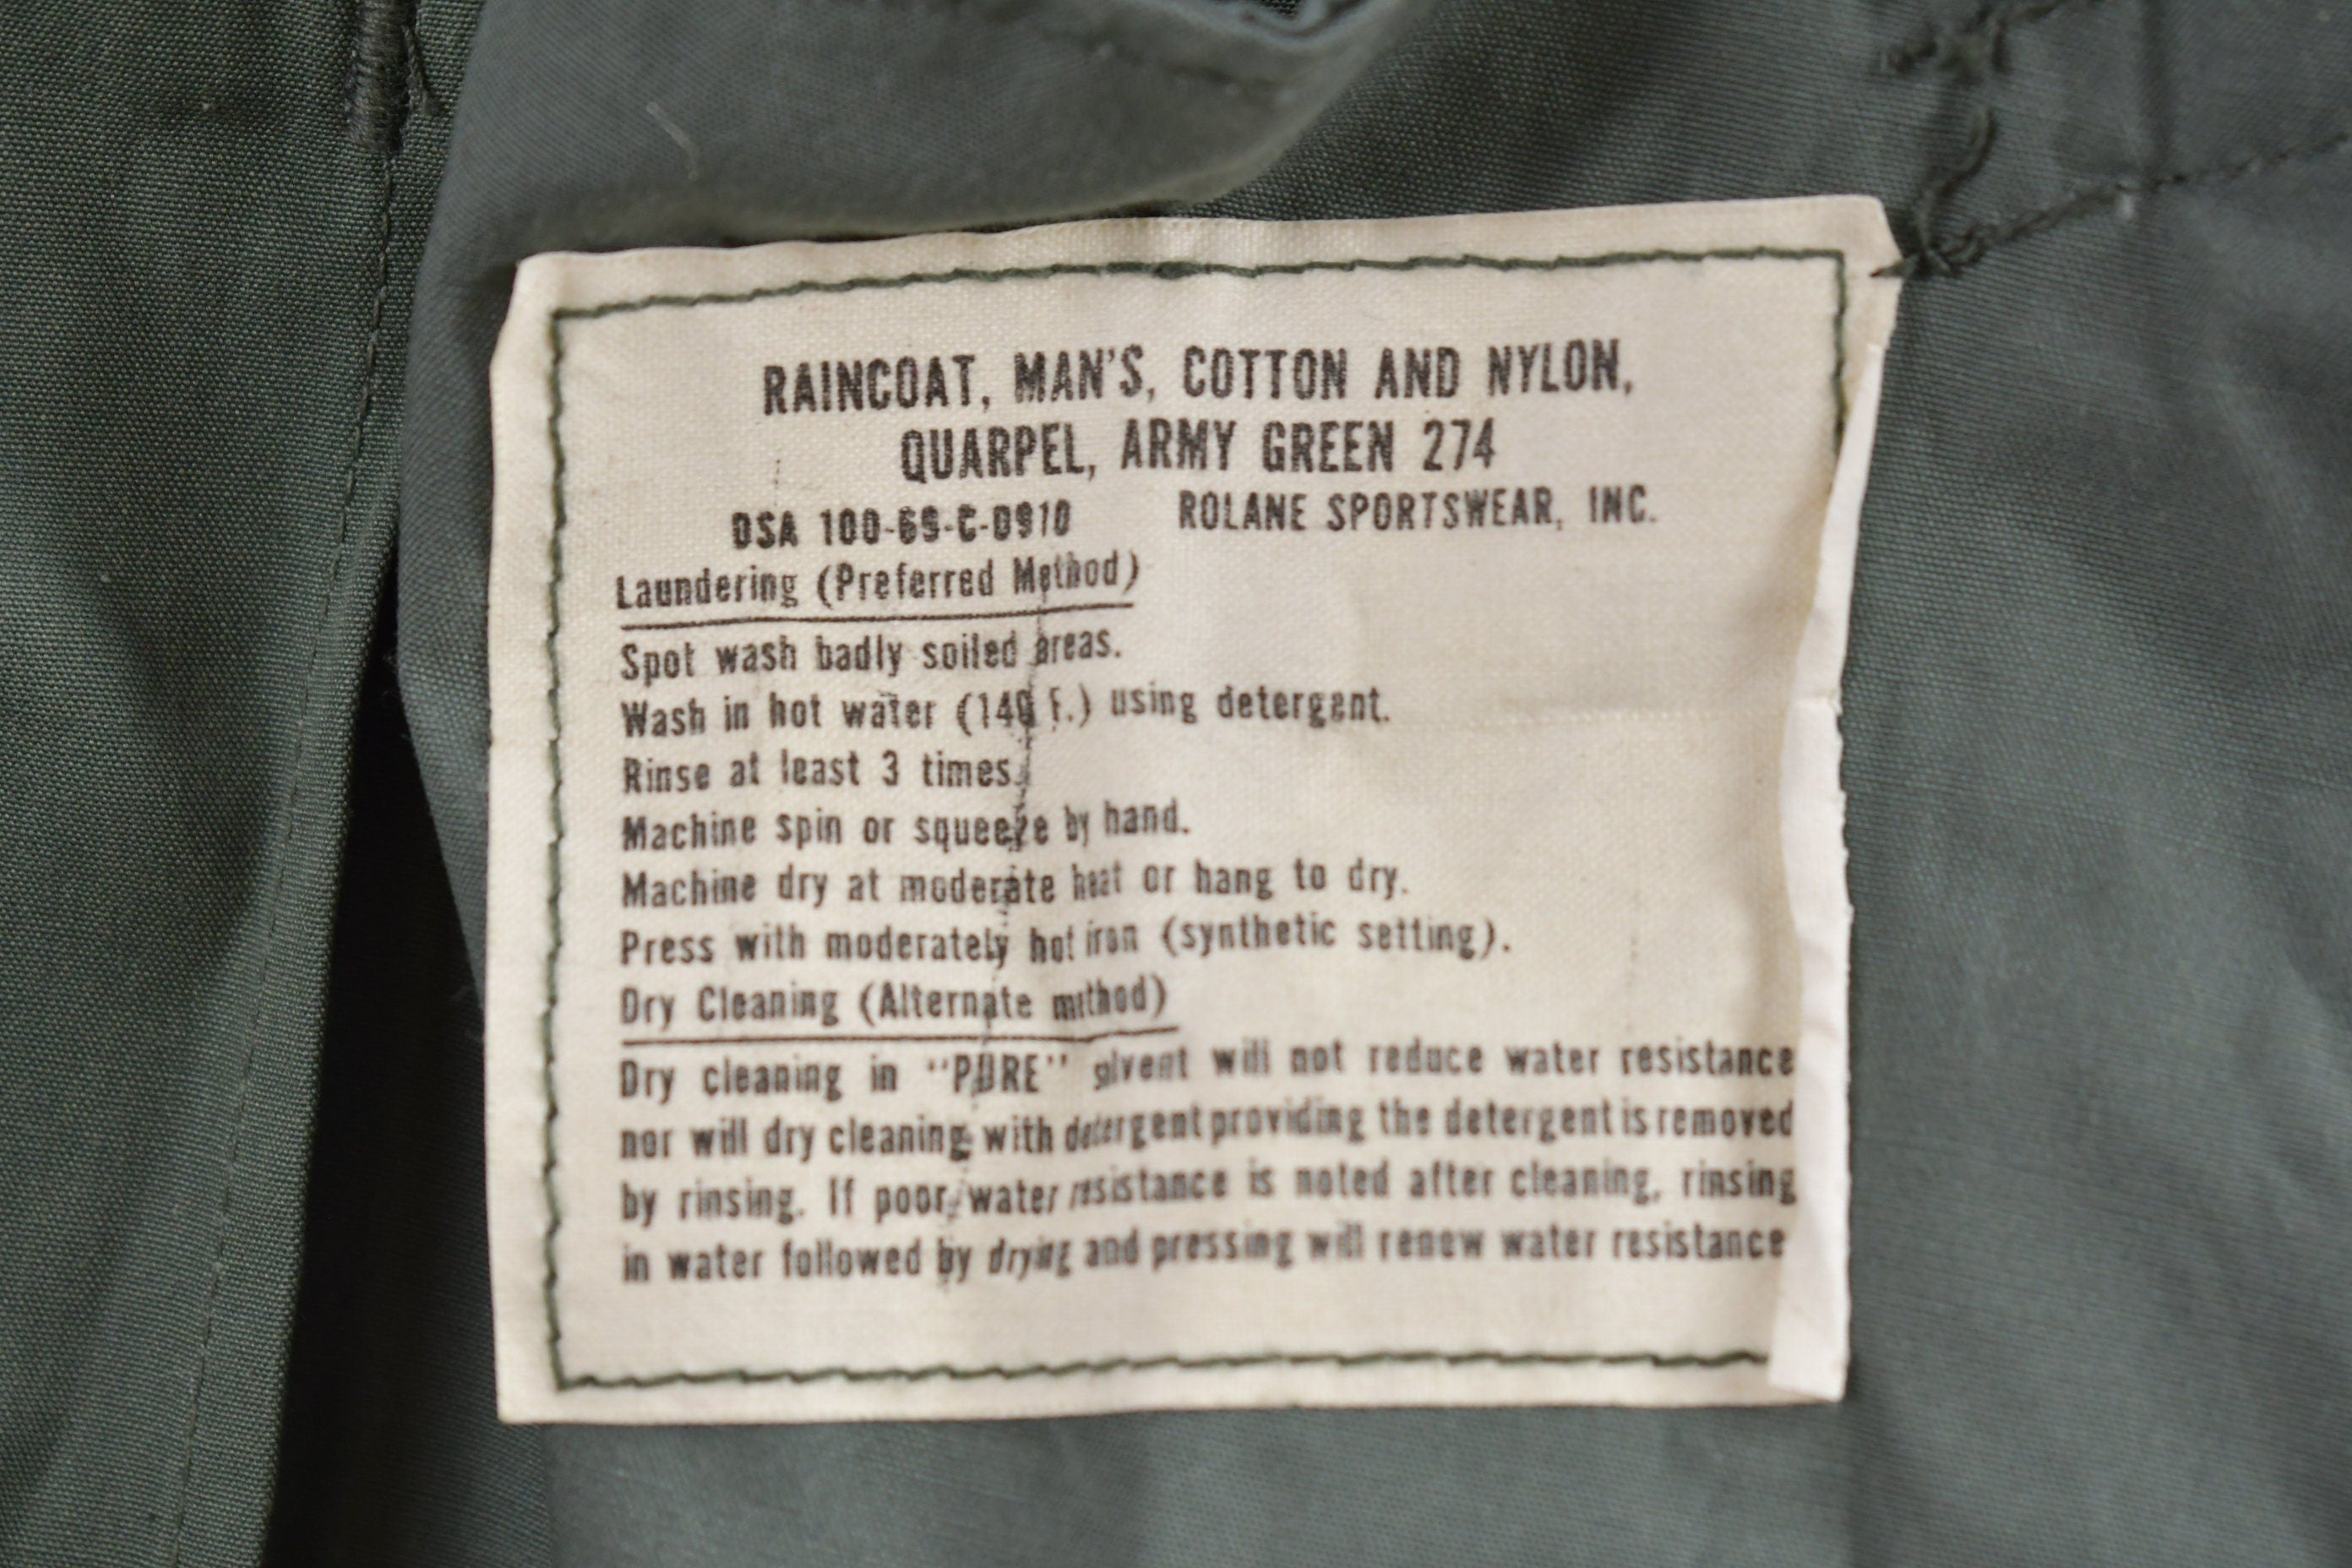 RAINCOAT, MAN'S, COTTON AND NYLON,
QUARPEL, ARMY GREEN 274
DSA 100-69-C-0910 ROLANE SPORTSWEAR, INC.
Laundering (Preferred Method)
Spot wash badly soiled areas.
Wash in hot water (140 F.) using detergent.
Rinse at least 3 times.
Machine spin or squeeze by hand.
Machine dry at moderate heat or hang to dry.
Press with moderately hot iron (synthetic setting).
Dry Cleaning (Alternate method)
Dry cleaning in "PURE" solvent will not reduce water resistance
nor will dry cleaning with detergent providing the detergent is removed
by rinsing. If poor water resistance is noted after cleaning, rinsing
in water followed by drying and pressing will renew water resistance